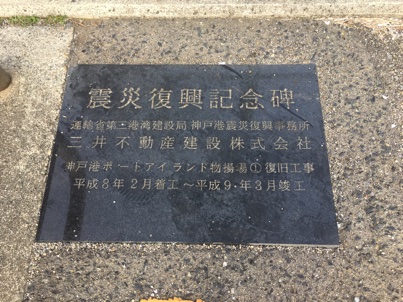 震災復興記念碑
運輸省第三港湾建設局 神戸港震災復興事務所
三井不動産建設株式会社
神戸港ポートアイランド物揚場①復旧工事
平成8年2月着工～平成9年3月竣工